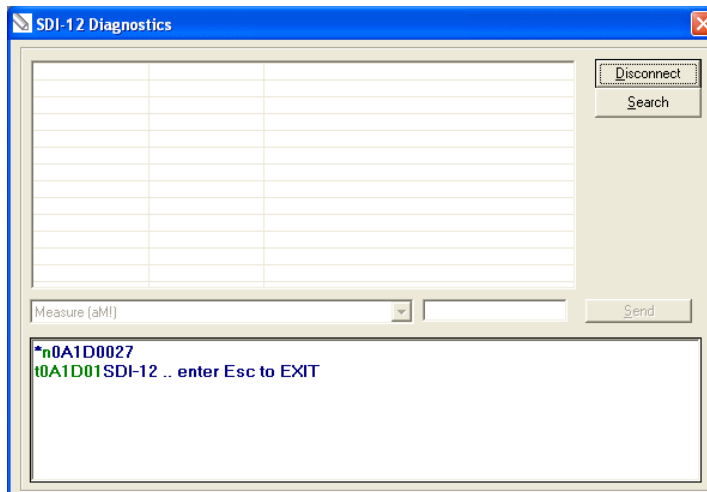 SDI-12 Diagnostics
Disconnect
Search
Measure (aM!)
Send
*n0A1D0027
t0A1D01SDI-12 .. enter Esc to EXIT